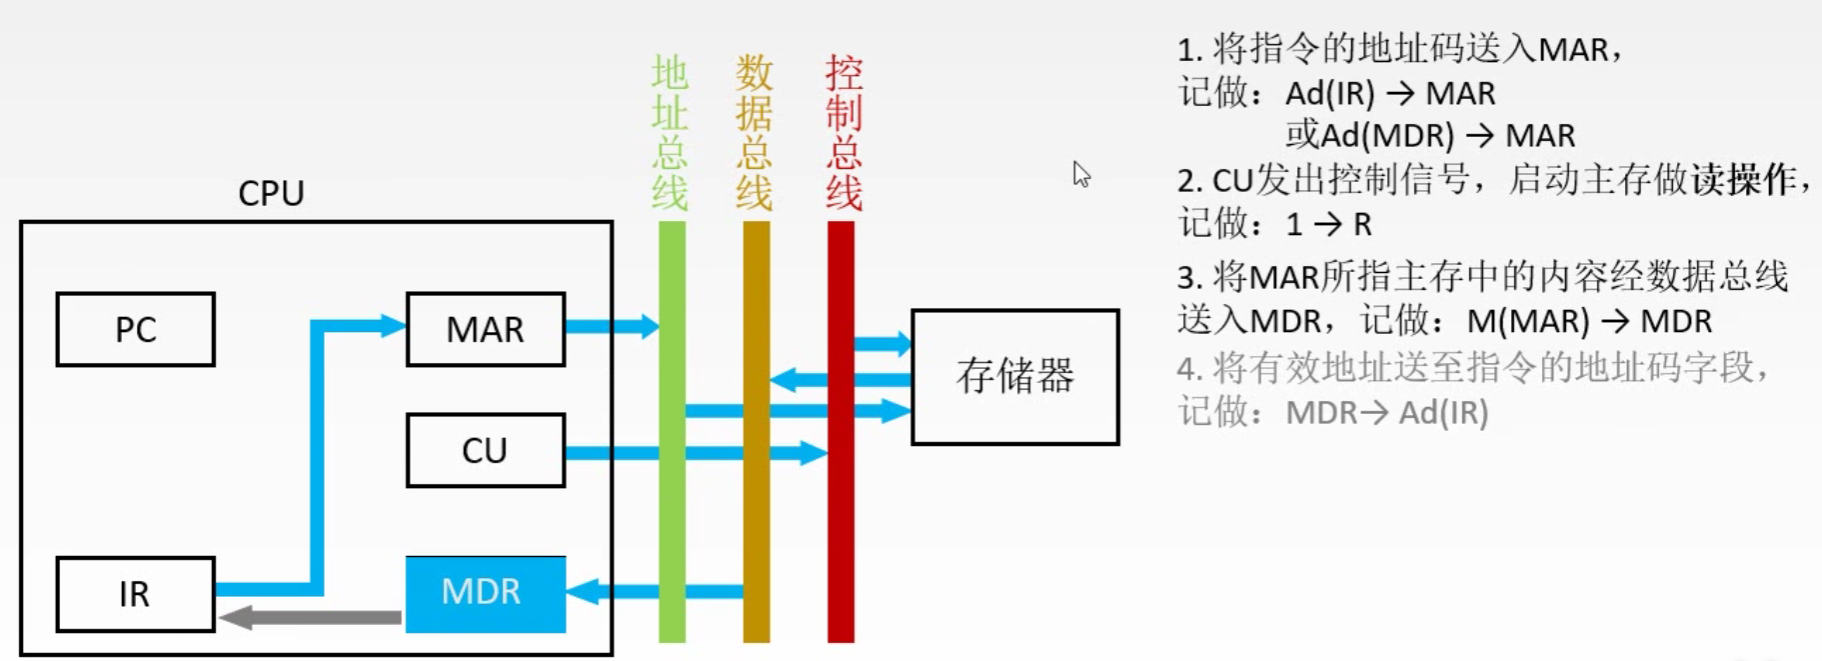 地址总线
数据总线
控制总线
CPU
PC
MAR
CU
IR
MDR
存储器
1. 将指令的地址码送入MAR，
记做：Ad(IR) → MAR
或Ad(MDR) → MAR
2. CU发出控制信号，启动主存做读操作，
记做：1 → R
3. 将MAR所指主存中的内容经数据总线
送入MDR，记做：M(MAR) → MDR
4. 将有效地址送至指令的地址码字段，
记做：MDR→ Ad(IR)